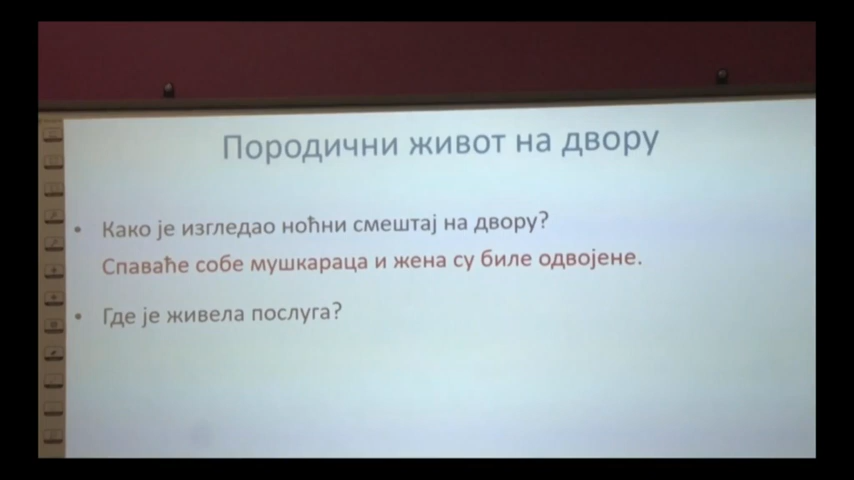 Породични живот на двору
• Како је изгледао ноћни смештај на двору?
Спаваће собе мушкараца и жена су биле одвојене.
• Где је живела послуга?